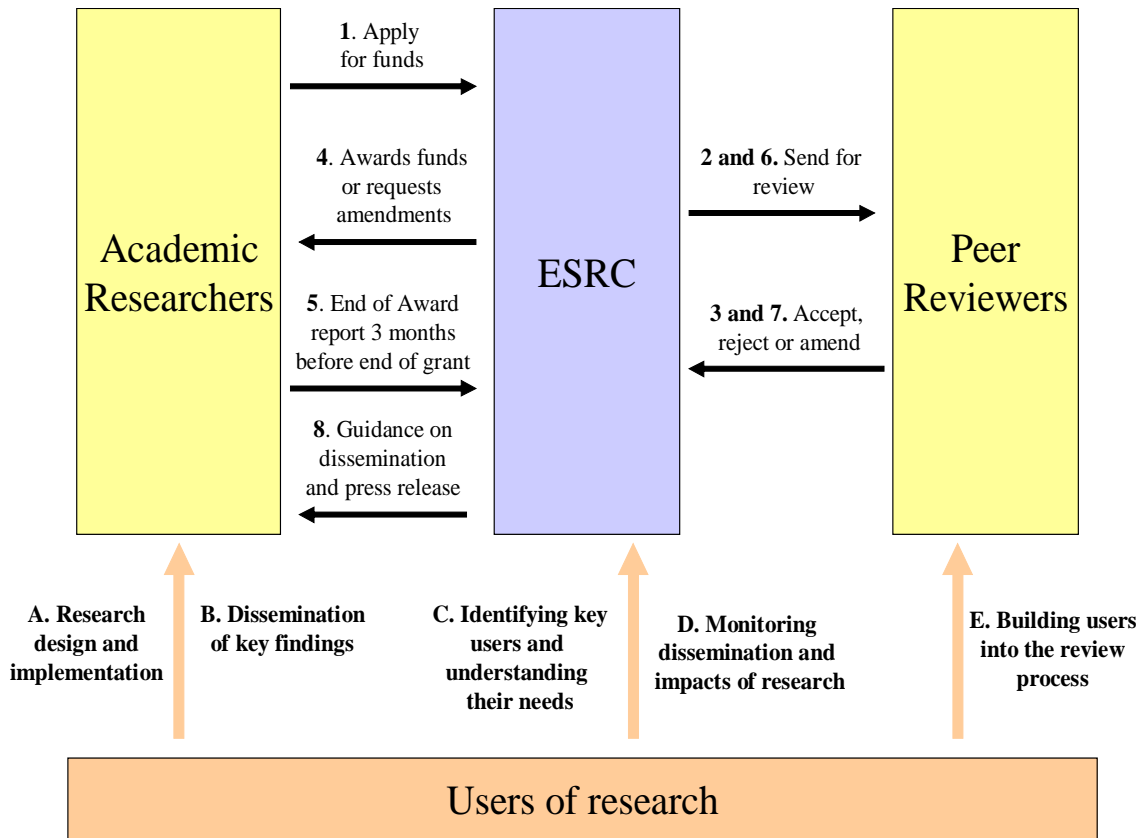 1. Apply
for funds
4. Awards funds
or requests
amendments
2 and 6. Send for
review
Academic
Researchers
ESRC
Peer
Reviewers
5. End of Award
report 3 months
before end of grant
3 and 7. Accept,
reject or amend
8. Guidance on
dissemination
and press release
A. Research
design and
implementation
B. Dissemination
of key findings
C. Identifying key
users and
understanding
their needs
D. Monitoring
dissemination and
impacts of research
E. Building users
into the review
process
Users of research